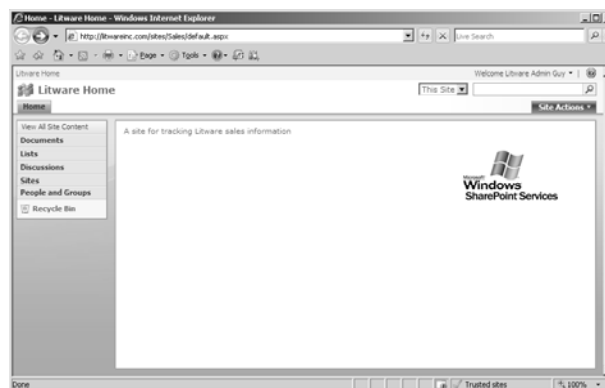 Home - Litware Home - Windows Internet Explorer
http://litwareinc.com/sites/Sales/default.aspx
Live Search
Page
Tools
Litware Home
Welcome Litware Admin Guy
Litware Home
This Site
Home
Site Actions
View All Site Content
Documents
Lists
Discussions
Sites
People and Groups
Recycle Bin
A site for tracking Litware sales information
Microsoft
Windows
SharePoint Services
Done
Trusted sites
100%